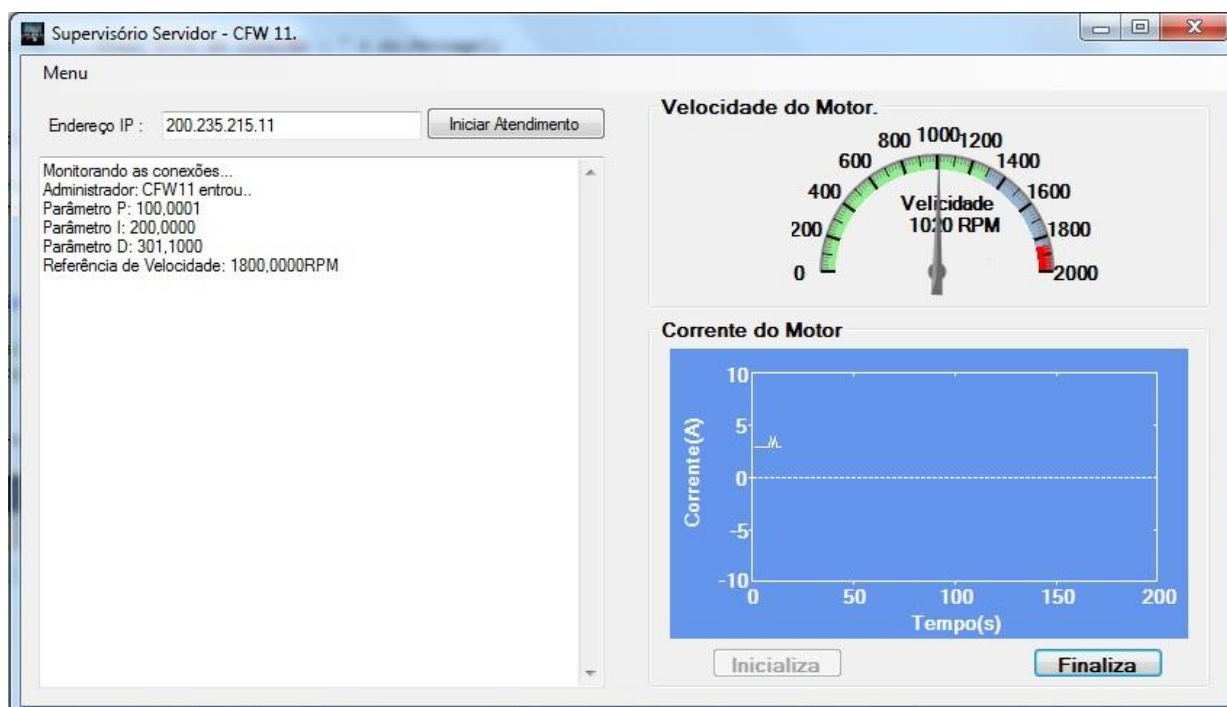 Supervisório Servidor - CFW 11.
Menu
Endereço IP : 200.235.215.11 Iniciar Atendimento
Monitorando as conexões...
Administrador: CFW11 entrou..
Parâmetro P: 100,0001
Parâmetro I: 200,0000
Parâmetro D: 301,1000
Referência de Velocidade: 1800,0000RPM
Velocidade do Motor.
0 200 400 600 800 1000 1200 1400 1600 1800 2000
Velicidade
1020 RPM
Corrente do Motor
Corrente(A)
10
5
0
-5
-10
0 50 100 150 200
Tempo(s)
Inicializa Finaliza